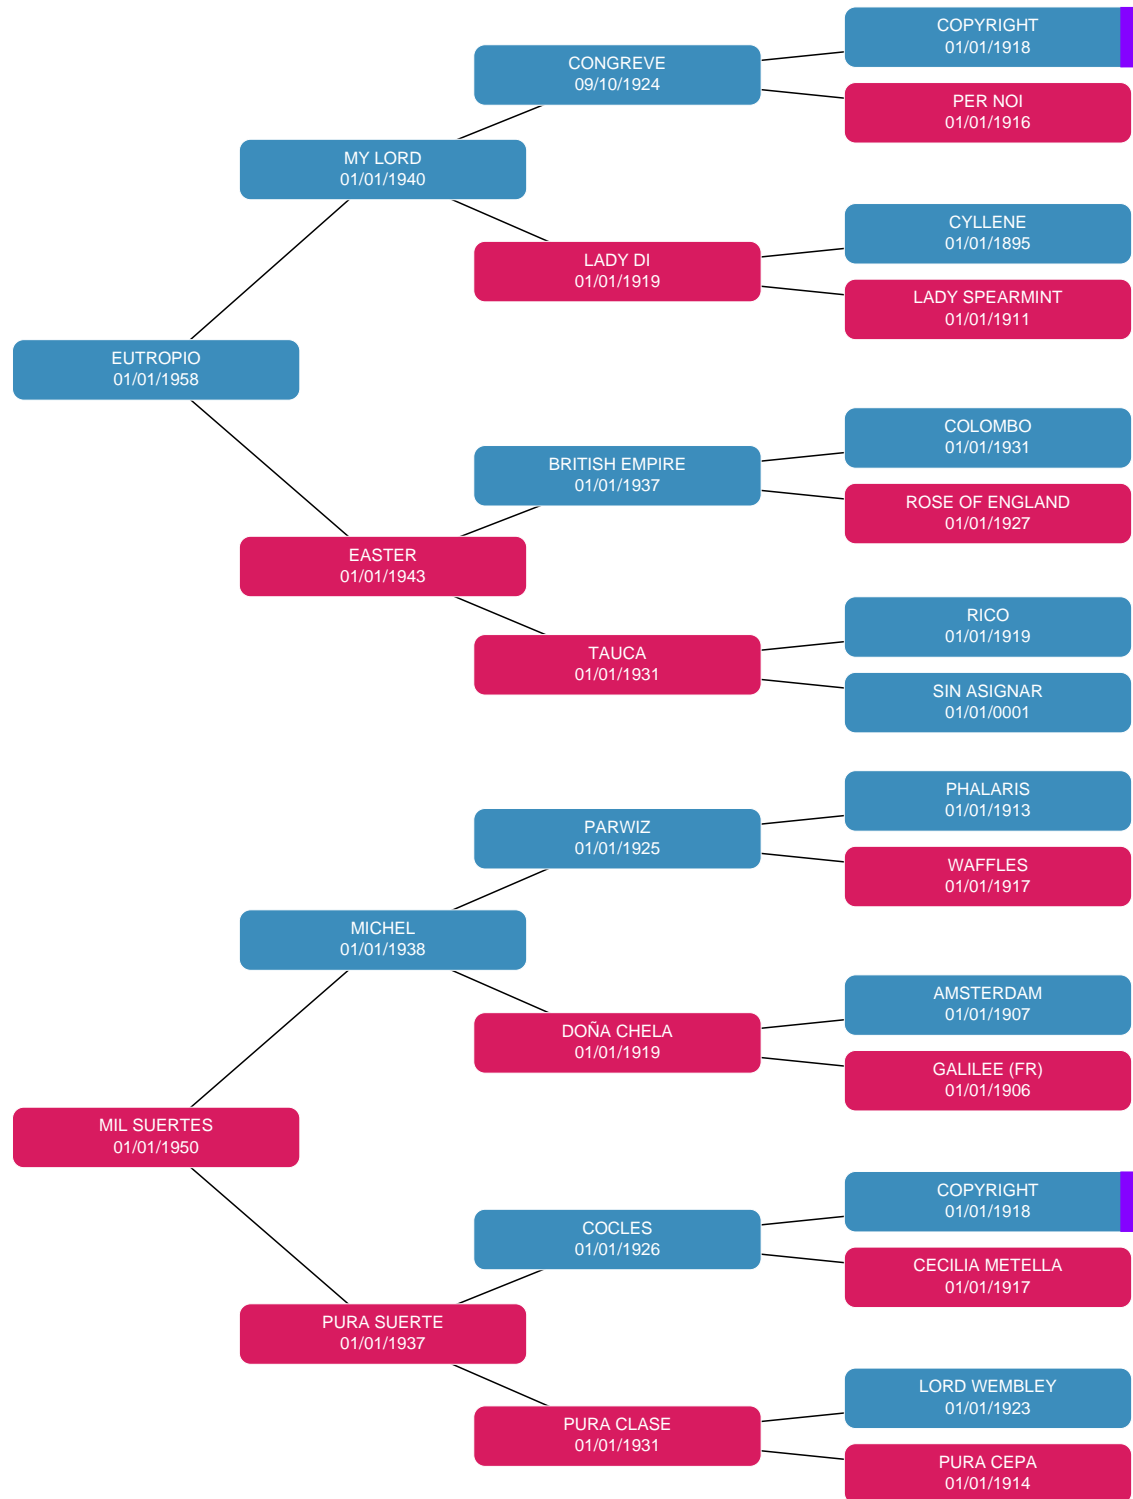 COPYRIGHT
01/01/1918
CONGREVE
09/10/1924
PER NOI
01/01/1916
MY LORD
01/01/1940
CYLLENE
01/01/1895
LADY DI
01/01/1919
LADY SPEARMINT
01/01/1911
EUTROPIO
01/01/1958
COLOMBO
01/01/1931
BRITISH EMPIRE
01/01/1937
ROSE OF ENGLAND
01/01/1927
EASTER
01/01/1943
RICO
01/01/1919
TAUCA
01/01/1931
SIN ASIGNAR
01/01/0001
PHALARIS
01/01/1913
PARWIZ
01/01/1925
WAFFLES
01/01/1917
MICHEL
01/01/1938
AMSTERDAM
01/01/1907
DOÑA CHELA
01/01/1919
GALILEE (FR)
01/01/1906
MIL SUERTES
01/01/1950
COPYRIGHT
01/01/1918
COCLES
01/01/1926
CECILIA METELLA
01/01/1917
PURA SUERTE
01/01/1937
LORD WEMBLEY
01/01/1923
PURA CLASE
01/01/1931
PURA CEPA
01/01/1914